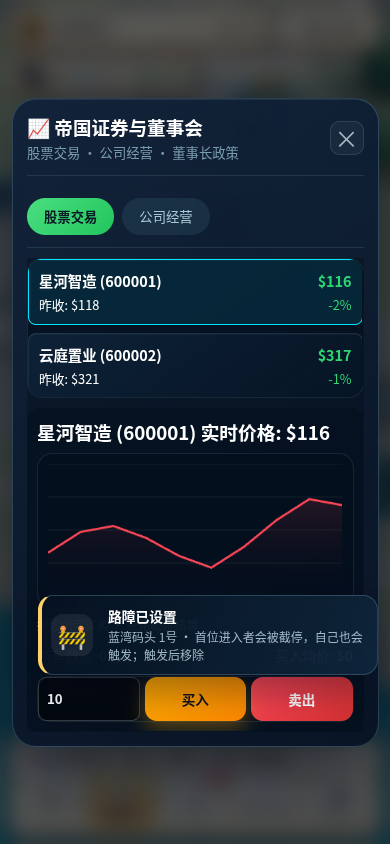 帝国证券与董事会
股票交易 · 公司经营 · 董事长政策
股票交易
公司经营
星河智造 (600001)
$116
昨收: $118
-2%
云庭置业 (600002)
$317
昨收: $321
-1%
星河智造 (600001) 实时价格: $116
路障已设置
蓝湾码头 1号 · 首位进入者会被截停，自己也会
触发；触发后移除
10
买入
卖出